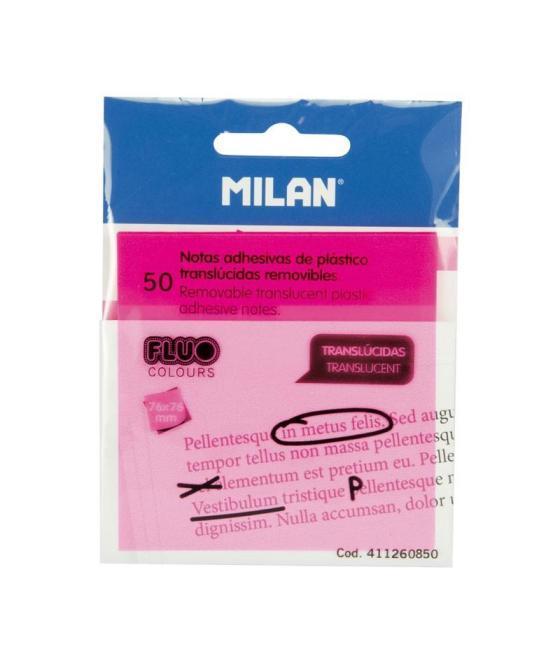 MILAN®
50
Notas adhesivas de plástico
translúcidas removibles.
Removable translucent plastic
adhesive notes.
FLUO
COLOURS
TRANSLÚCIDAS
TRANSLUCENT
76x76
mm
Pellentesqu in metus felis. Sed augu
tempor tellus non massa pellentesqu
elementum est pretium eu. Pelle
Vestibulum tristique Pellentesque n
dignissim. Nulla accumsan, dolor
Cod. 411260850